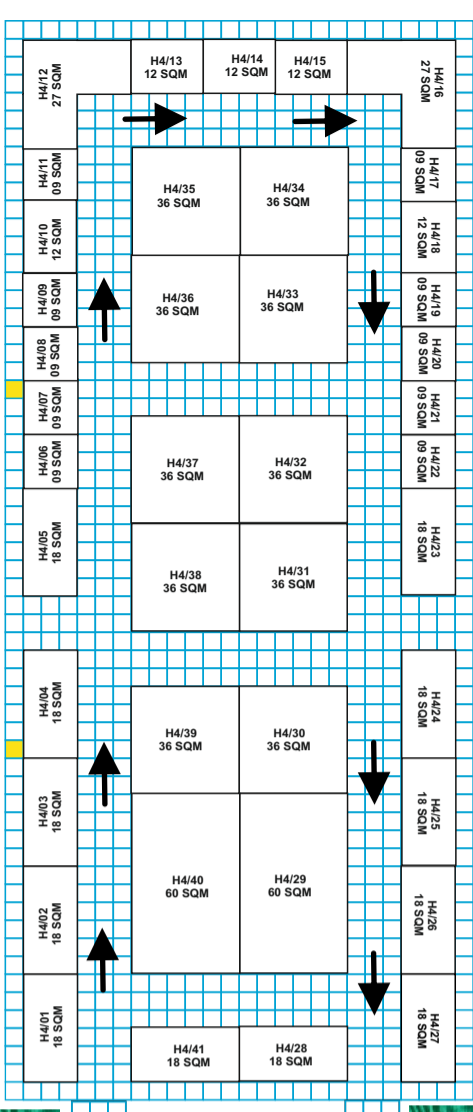 H4/13
12 SQM
H4/14
12 SQM
H4/15
12 SQM
H4/12
27 SQM
H4/16
27 SQM
H4/11
09 SQM
H4/35
36 SQM
H4/34
36 SQM
H4/17
09 SQM
H4/10
12 SQM
H4/18
12 SQM
H4/09
09 SQM
H4/36
36 SQM
H4/33
36 SQM
H4/19
09 SQM
H4/08
09 SQM
H4/20
09 SQM
H4/07
09 SQM
H4/21
09 SQM
H4/06
09 SQM
H4/37
36 SQM
H4/32
36 SQM
H4/22
09 SQM
H4/05
18 SQM
H4/38
36 SQM
H4/31
36 SQM
H4/23
18 SQM
H4/04
18 SQM
H4/39
36 SQM
H4/30
36 SQM
H4/24
18 SQM
H4/03
18 SQM
H4/25
18 SQM
H4/40
60 SQM
H4/29
60 SQM
H4/02
18 SQM
H4/26
18 SQM
H4/01
18 SQM
H4/41
18 SQM
H4/28
18 SQM
H4/27
18 SQM